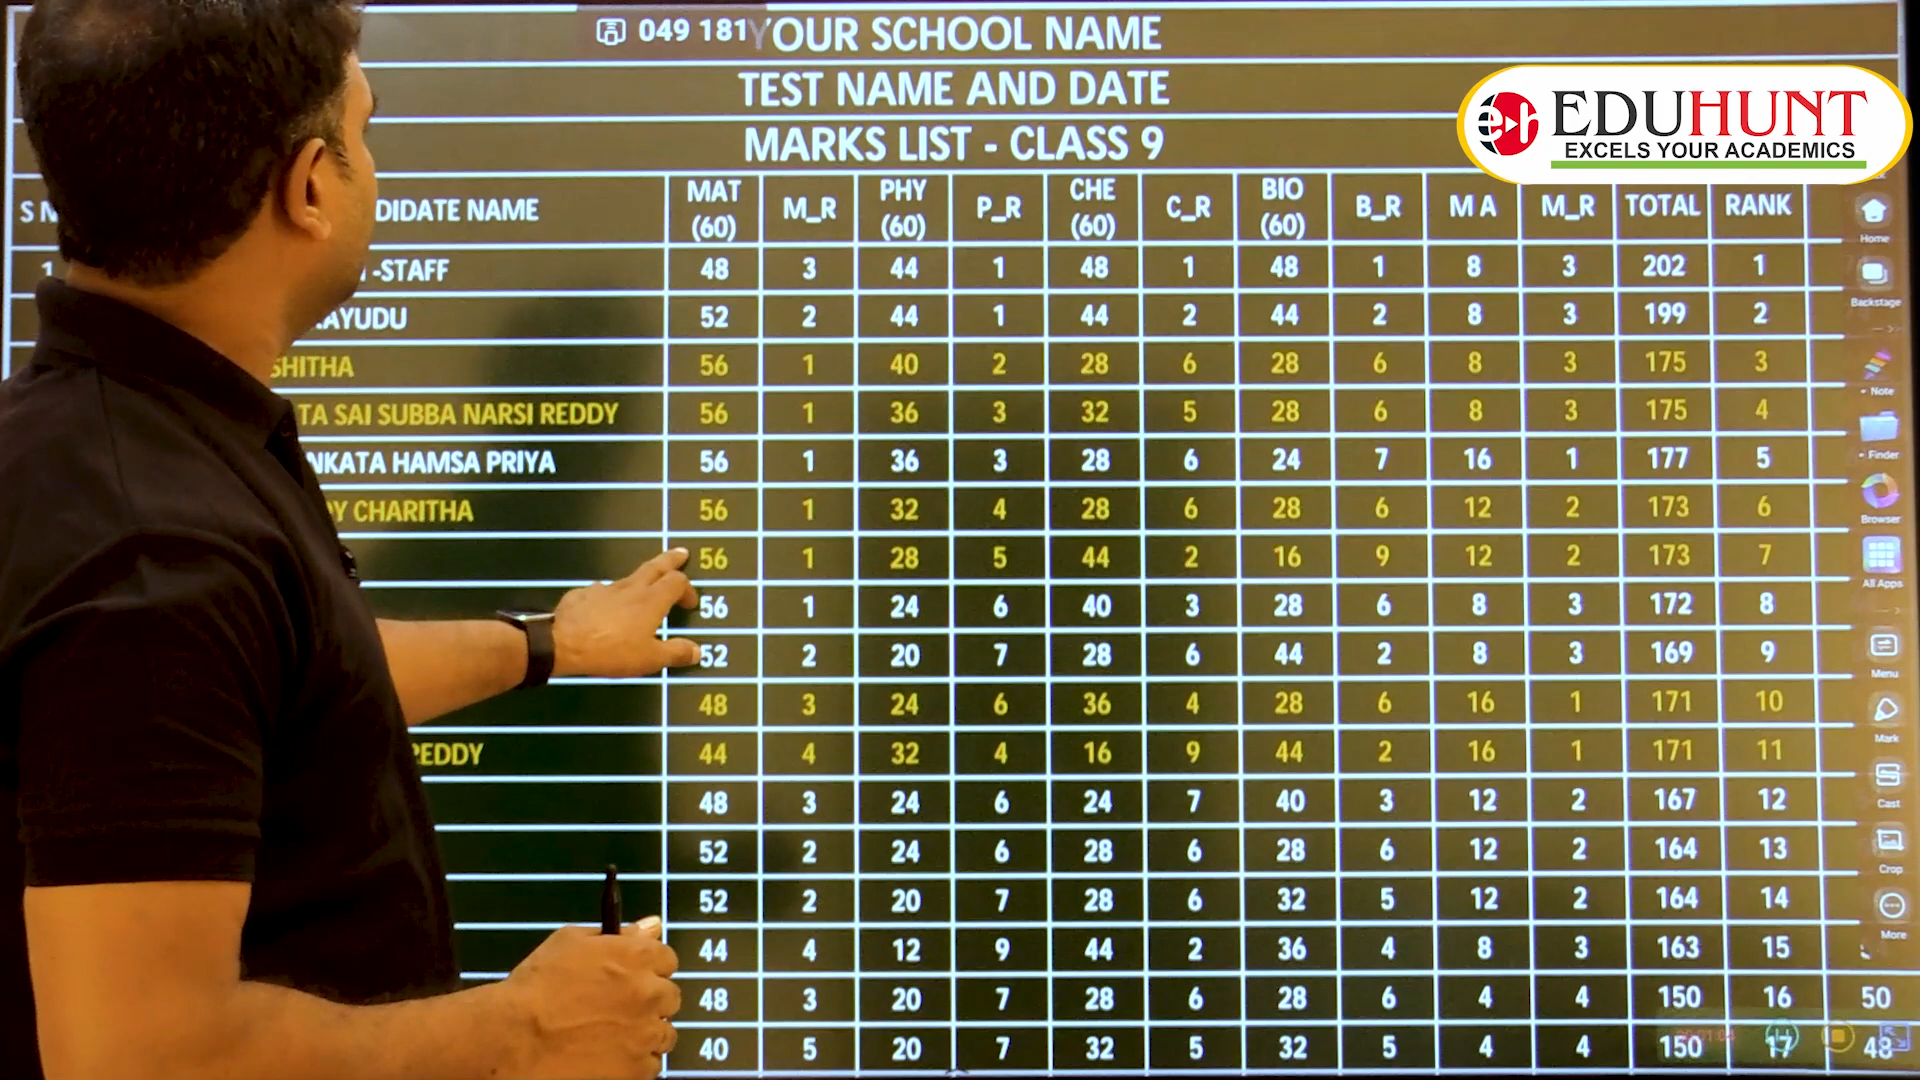 049 181
YOUR SCHOOL NAME
TEST NAME AND DATE
MARKS LIST - CLASS 9
EDUHUNT
EXCELS YOUR ACADEMICS
S N DIDATE NAME MAT (60) M_R PHY (60) P_R CHE (60) C_R BIO (60) B_R M A M_R TOTAL RANK
1 -STAFF 48 3 44 1 48 1 48 1 8 3 202 1
AYUDU 52 2 44 1 44 2 44 2 8 3 199 2
SHITHA 56 1 40 2 28 6 28 6 8 3 175 3
TA SAI SUBBA NARSI REDDY 56 1 36 3 32 5 28 6 8 3 175 4
NKATA HAMSA PRIYA 56 1 36 3 28 6 24 7 16 1 177 5
DY CHARITHA 56 1 32 4 28 6 28 6 12 2 173 6
56 1 28 5 44 2 16 9 12 2 173 7
56 1 24 6 40 3 28 6 8 3 172 8
52 2 20 7 28 6 44 2 8 3 169 9
48 3 24 6 36 4 28 6 16 1 171 10
REDDY 44 4 32 4 16 9 44 2 16 1 171 11
48 3 24 6 24 7 40 3 12 2 167 12
52 2 24 6 28 6 28 6 12 2 164 13
52 2 20 7 28 6 32 5 12 2 164 14
44 4 12 9 44 2 36 4 8 3 163 15
48 3 20 7 28 6 28 6 4 4 150 16 50
40 5 20 7 32 5 32 5 4 4 150 17 48
Home
Backstage
Note
Finder
Browser
All Apps
Menu
Mark
Cast
Crop
More